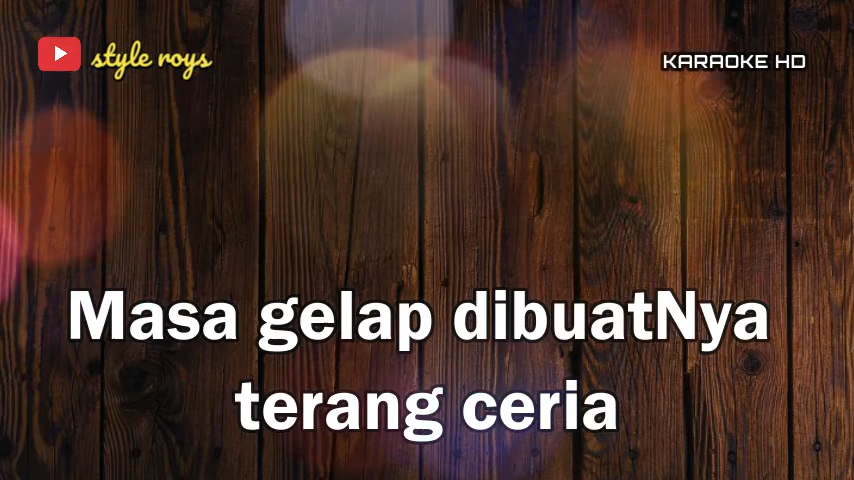 style roys
KARAOKE HD
Masa gelap dibuatNya
terang ceria